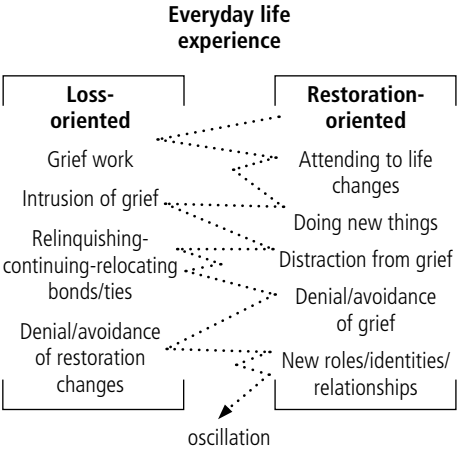 Everyday life
experience
Loss-
oriented
Grief work
Intrusion of grief
Relinquishing-
continuing-relocating
bonds/ties
Denial/avoidance
of restoration
changes
Restoration-
oriented
Attending to life
changes
Doing new things
Distraction from grief
Denial/avoidance
of grief
New roles/identities/
relationships
oscillation